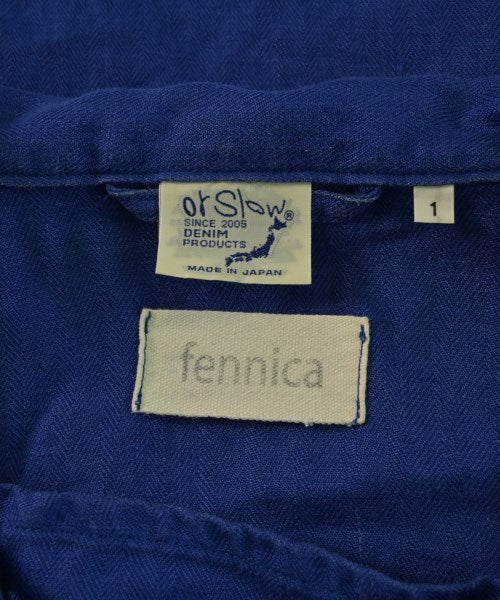 orSlow®
SINCE 2005
DENIM
PRODUCTS
MADE IN JAPAN
1
fennica